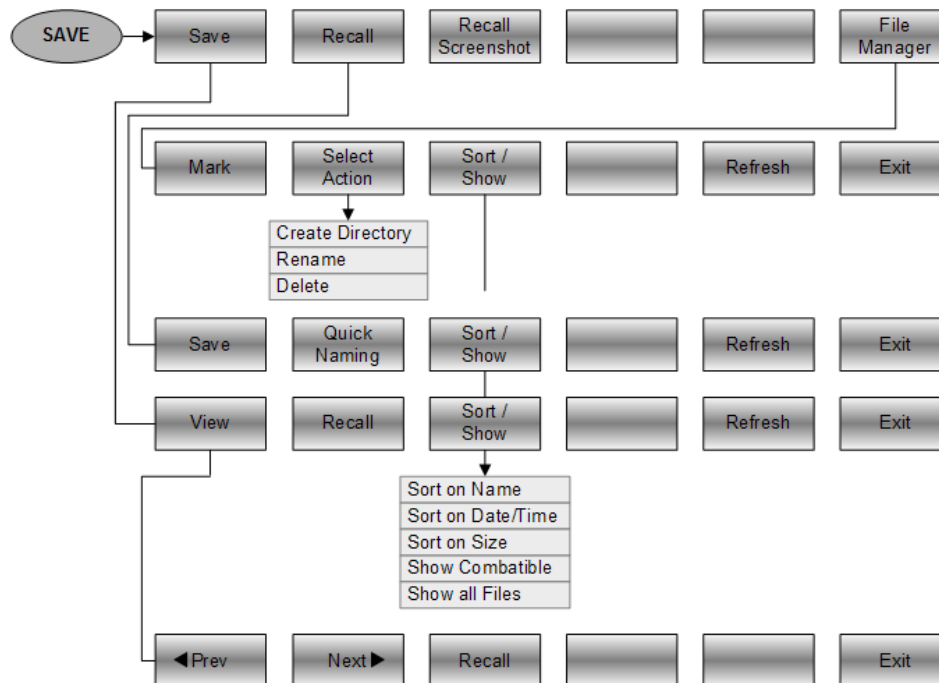 SAVE
Save
Recall
Recall
Screenshot
File
Manager
Mark
Select
Action
Sort /
Show
Refresh
Exit
Create Directory
Rename
Delete
Save
Quick
Naming
Sort /
Show
Refresh
Exit
View
Recall
Sort /
Show
Refresh
Exit
Sort on Name
Sort on Date/Time
Sort on Size
Show Combatible
Show all Files
◀Prev
Next▶
Recall
Exit